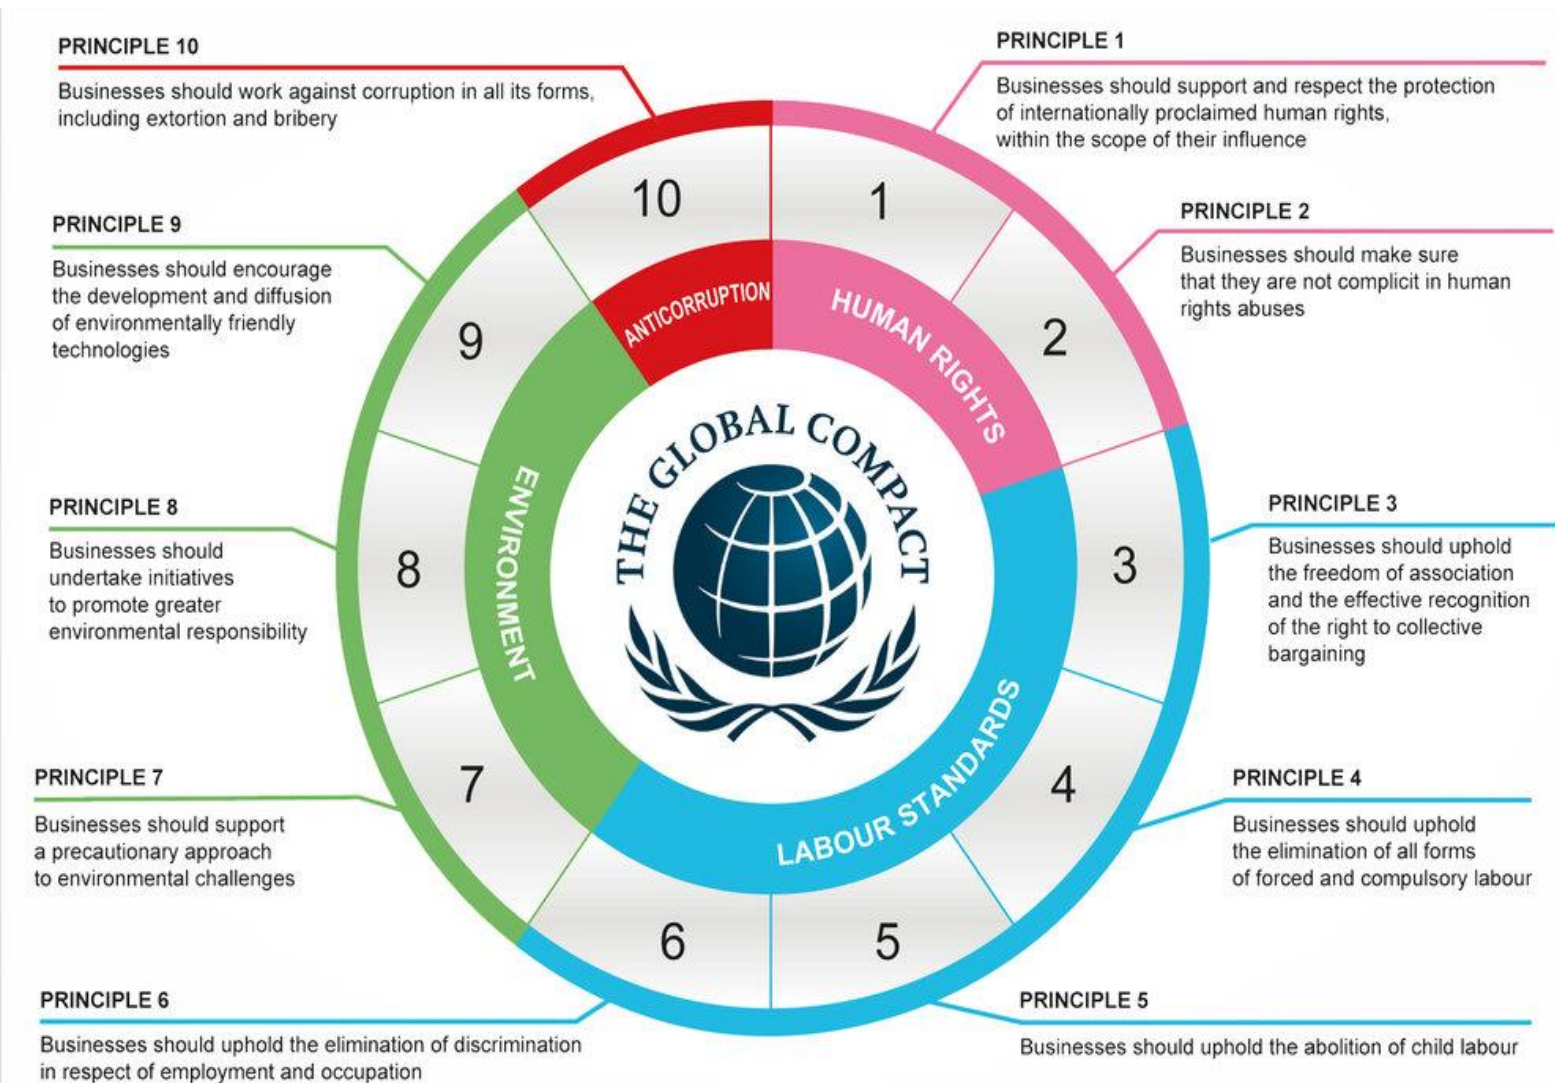 PRINCIPLE 10
Businesses should work against corruption in all its forms,
including extortion and bribery
PRINCIPLE 1
Businesses should support and respect the protection
of internationally proclaimed human rights,
within the scope of their influence
PRINCIPLE 9
Businesses should encourage
the development and diffusion
of environmentally friendly
technologies
PRINCIPLE 2
Businesses should make sure
that they are not complicit in human
rights abuses
PRINCIPLE 8
Businesses should
undertake initiatives
to promote greater
environmental responsibility
PRINCIPLE 3
Businesses should uphold
the freedom of association
and the effective recognition
of the right to collective
bargaining
PRINCIPLE 7
Businesses should support
a precautionary approach
to environmental challenges
PRINCIPLE 4
Businesses should uphold
the elimination of all forms
of forced and compulsory labour
PRINCIPLE 6
Businesses should uphold the elimination of discrimination
in respect of employment and occupation
PRINCIPLE 5
Businesses should uphold the abolition of child labour
10
1
2
3
4
5
6
7
8
9
ANTICORRUPTION
HUMAN RIGHTS
LABOUR STANDARDS
ENVIRONMENT
THE GLOBAL COMPACT